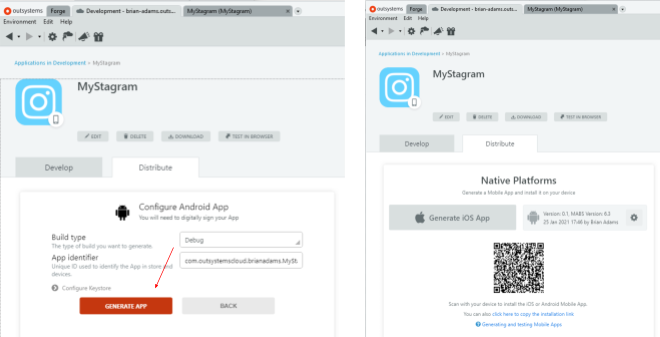 outsystems
Forge
Development - brian-adams.outs...
MyStagram (MyStagram)
Environment Edit Help
Applications in Development > MyStagram
MyStagram
EDIT
DELETE
DOWNLOAD
TEST IN BROWSER
Develop
Distribute
Configure Android App
You will need to digitally sign your App
Build type
The type of build you want to generate.
Debug
App identifier
Unique ID used to identify the App in store and
devices.
com.outsystemscloud.brianadams.MySt
Configure Keystore
GENERATE APP
BACK
outsystems
Forge
Development - brian-adams.outs...
MyStagram (MyStagram)
Environment Edit Help
Applications in Development > MyStagram
MyStagram
EDIT
DELETE
DOWNLOAD
TEST IN BROWSER
Develop
Distribute
Native Platforms
Generate a Mobile App and install it on your device
Generate iOS App
Version: 0.1, MABS Version: 6.3
25 Jan 2021 17:46 by Brian Adams
Scan with your device to install the iOS or Android Mobile App.
You can also click here to copy the installation link
Generating and testing Mobile Apps